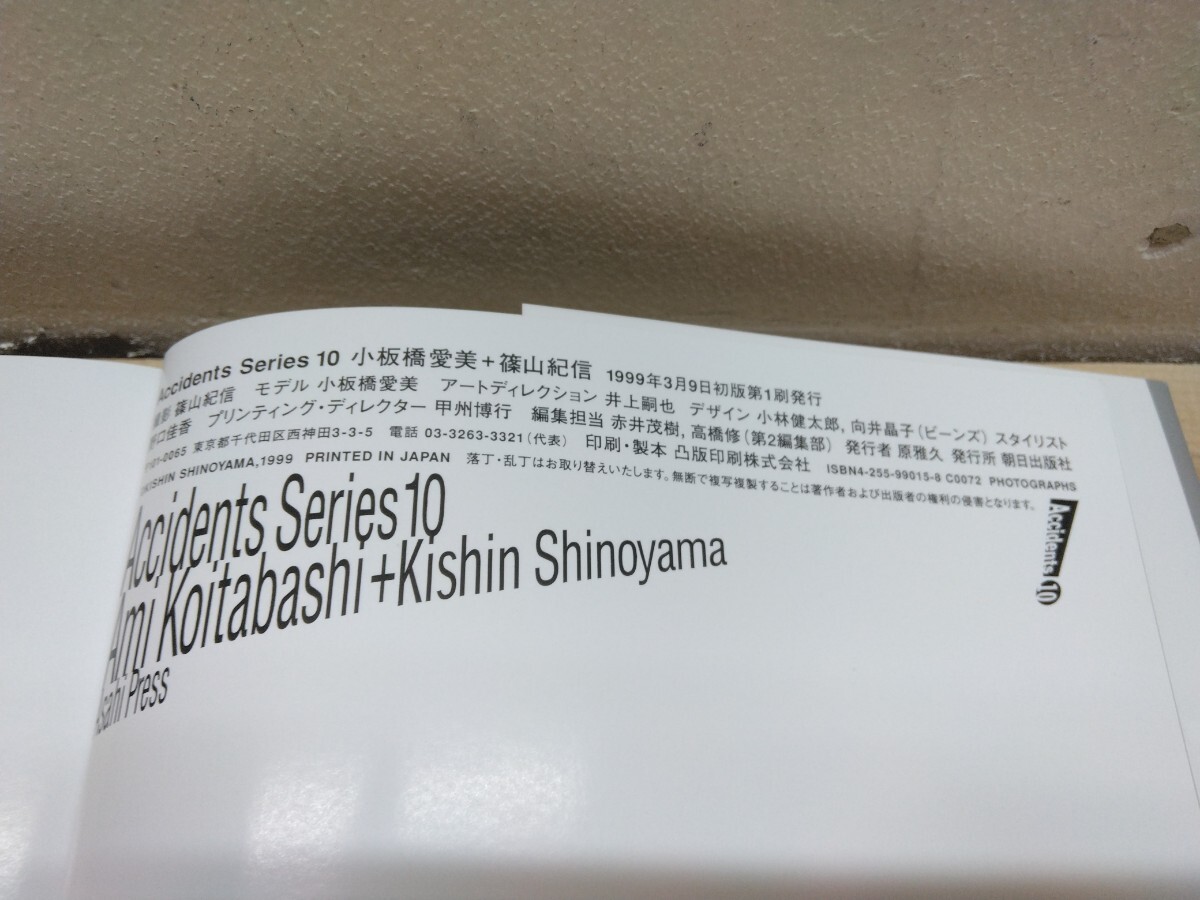 Accidents Series 10 小板橋愛美+篠山紀信 1999年3月9日初版第1刷発行
撮影 篠山紀信 モデル 小板橋愛美 アートディレクション 井上嗣也 デザイン 小林健太郎, 向井晶子(ビーンズ) スタイリスト
口佳香 プリンティング・ディレクター 甲州博行 編集担当 赤井茂樹, 高橋修(第2編集部) 発行者 原雅久 発行所 朝日出版社
101-0065 東京都千代田区西神田3-3-5 電話 03-3263-3321(代表) 印刷・製本 凸版印刷株式会社 ISBN4-255-99015-8 C0072 PHOTOGRAPHS
KISHIN SHINOYAMA,1999 PRINTED IN JAPAN 落丁・乱丁はお取り替えいたします。無断で複写複製することは著作者および出版者の権利の侵害となります。
Accidents Series 10
Ami Koitabashi+Kishin Shinoyama
Asahi Press
Accidents 10